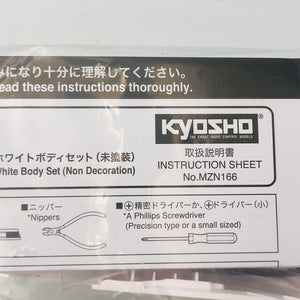 みになり十分に理解してください。
ead these instructions thoroughly.
KYOSHO
THE FINEST RADIO CONTROL MODELS
ホワイトボディセット（未塗装）
White Body Set (Non Decoration)
取扱説明書
INSTRUCTION SHEET
No.MZN166
■ニッパー
*Nippers
■⊕精密ドライバーか、⊕ドライバー（小）
*A Phillips Screwdriver
(Precision type or a small sized)